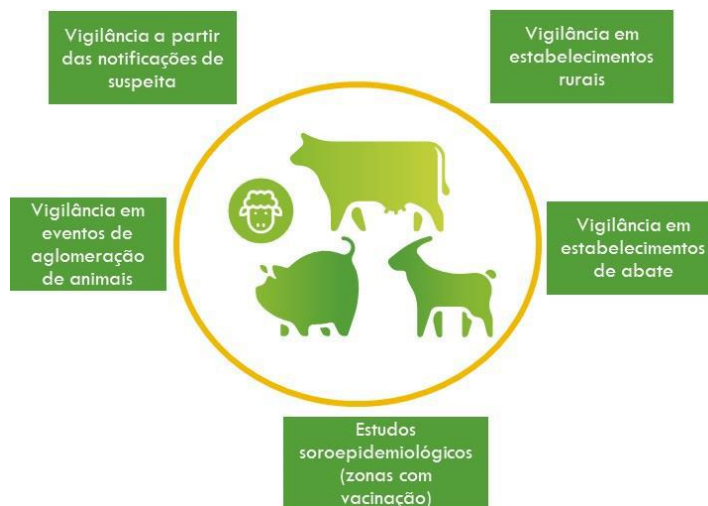 Vigilância a partir
das notificações de
suspeita
Vigilância em
estabelecimentos
rurais
Vigilância em
eventos de
aglomeração
de animais
Vigilância em
estabelecimentos
de abate
Estudos
soroepidemiológicos
(zonas com
vacinação)